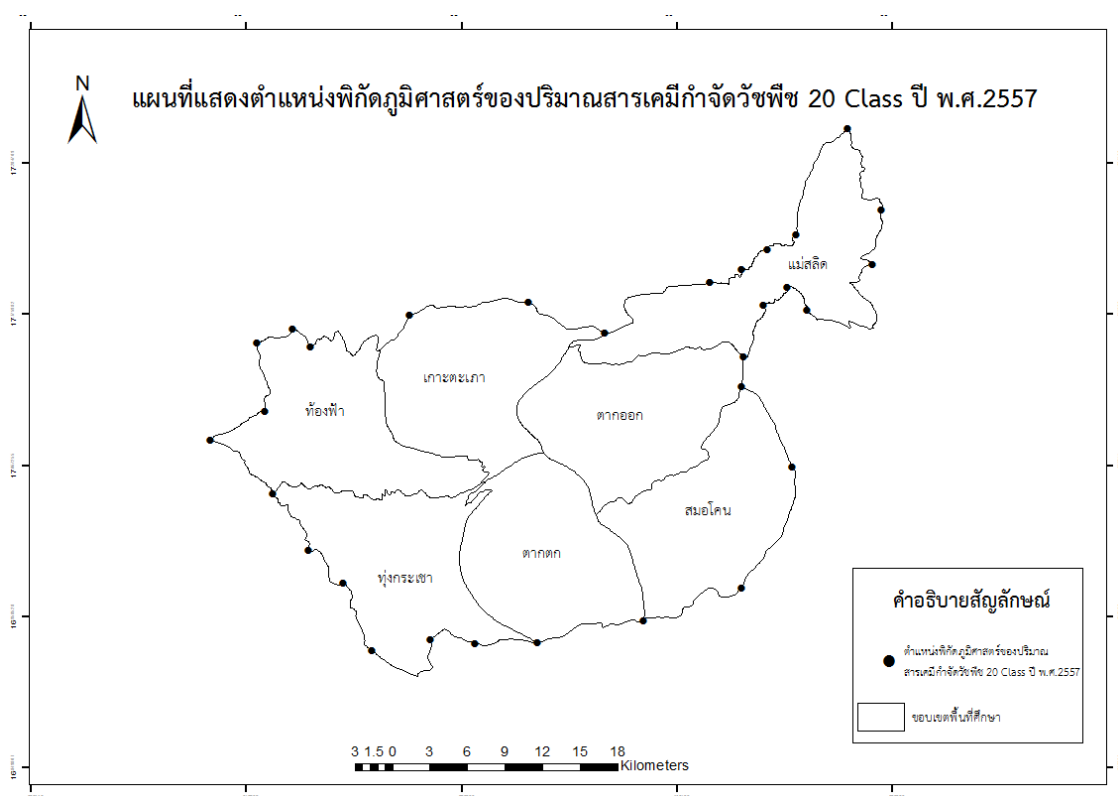 N
แผนที่แสดงตำแหน่งพิกัดภูมิศาสตร์ของปริมาณสารเคมีกำจัดวัชพืช 20 Class ปี พ.ศ.2557
แม่สลิด
เกาะตะเภา
ท้องฟ้า
ตากออก
สมอโคน
ตากตก
ทุ่งกระเชา
คำอธิบายสัญลักษณ์
ตำแหน่งพิกัดภูมิศาสตร์ของปริมาณ
สารเคมีกำจัดวัชพืช 20 Class ปี พ.ศ.2557
ขอบเขตพื้นที่ศึกษา
3 1.5 0 3 6 9 12 15 18
Kilometers